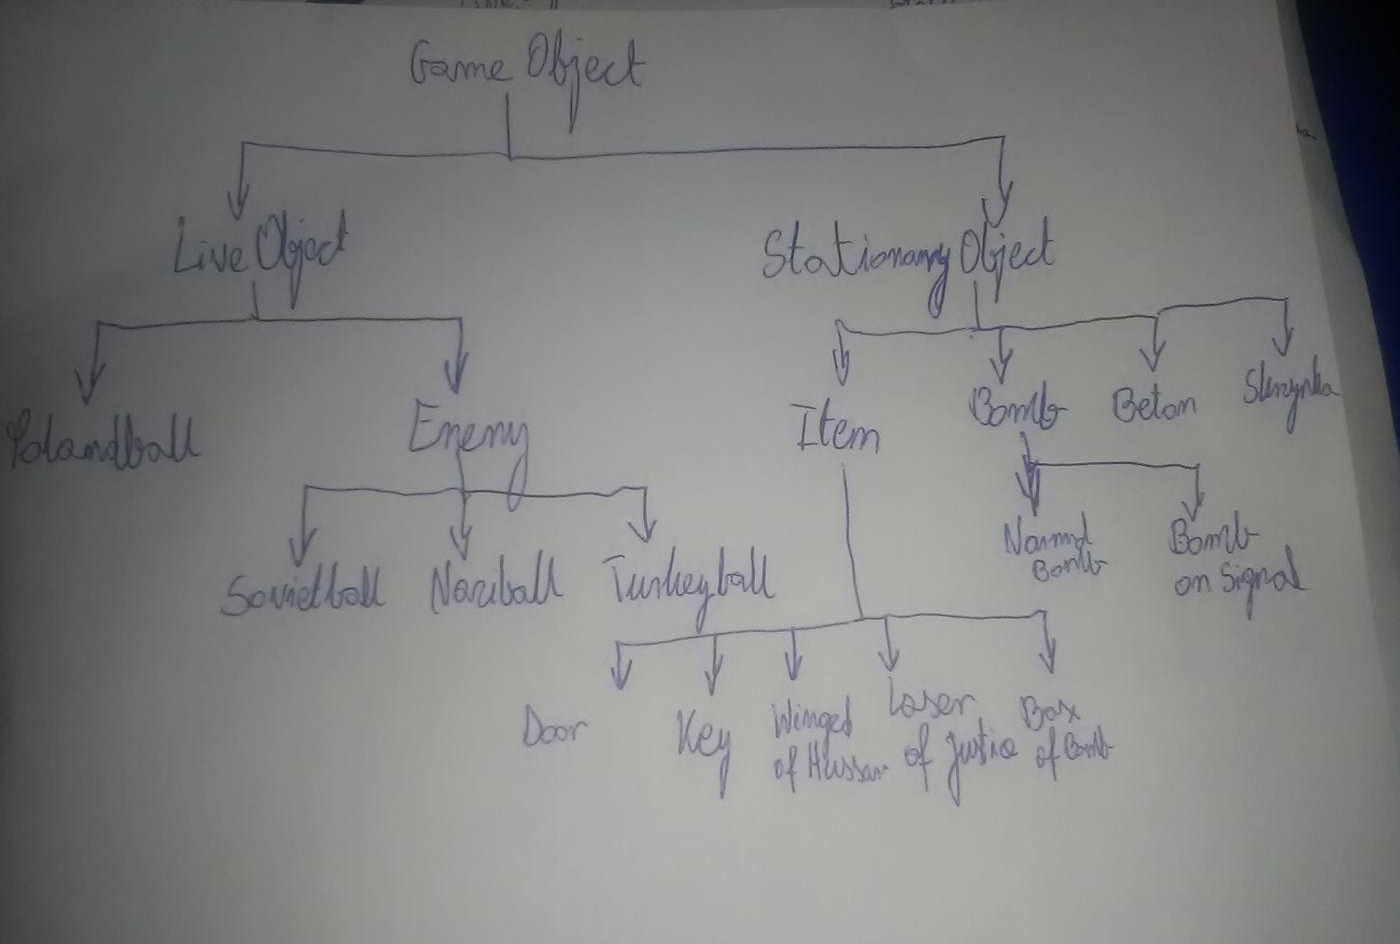 Game Object
Live Object
Stationary Object
Polandball
Enemy
Item
Bomb
Beton
Skrzynka
Sovietball
Naziball
Turkeyball
Normal
Bomb
Bomb
on Signal
Door
Key
Winged
of Hussar
Laser
of Justice
Box
of Bomb